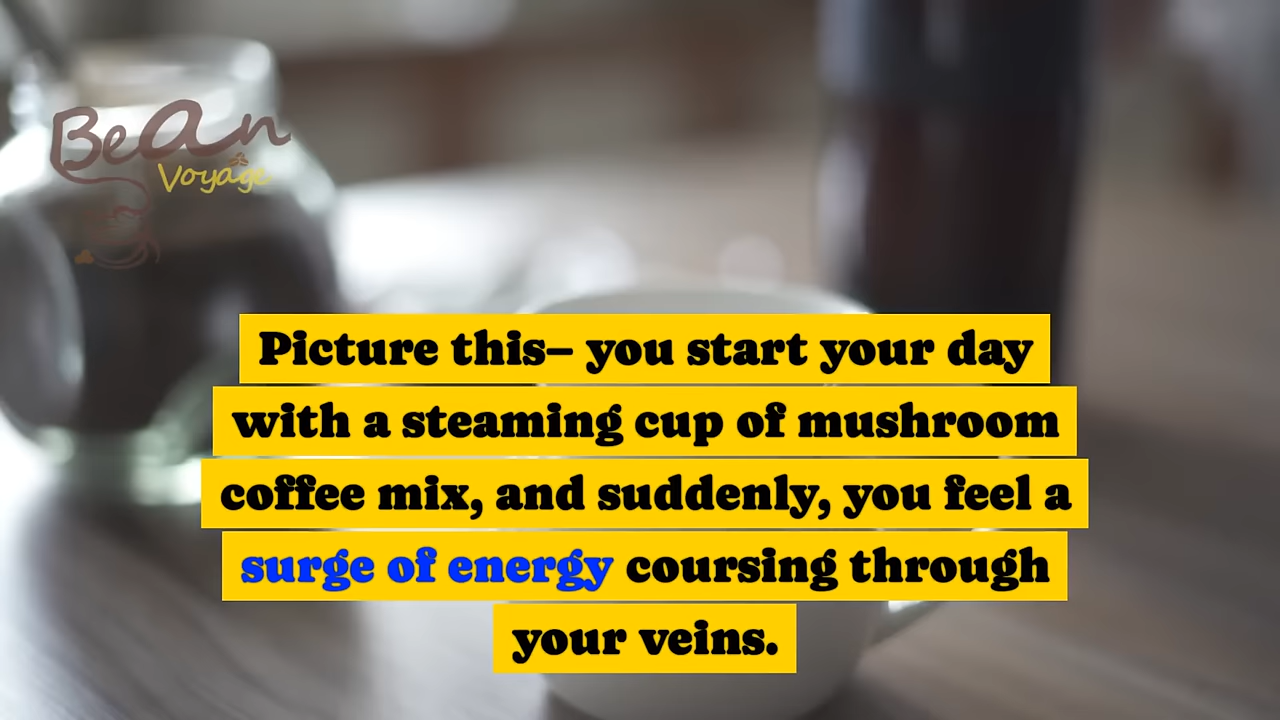 Bean
Voyage
Picture this– you start your day
with a steaming cup of mushroom
coffee mix, and suddenly, you feel a
surge of energy coursing through
your veins.